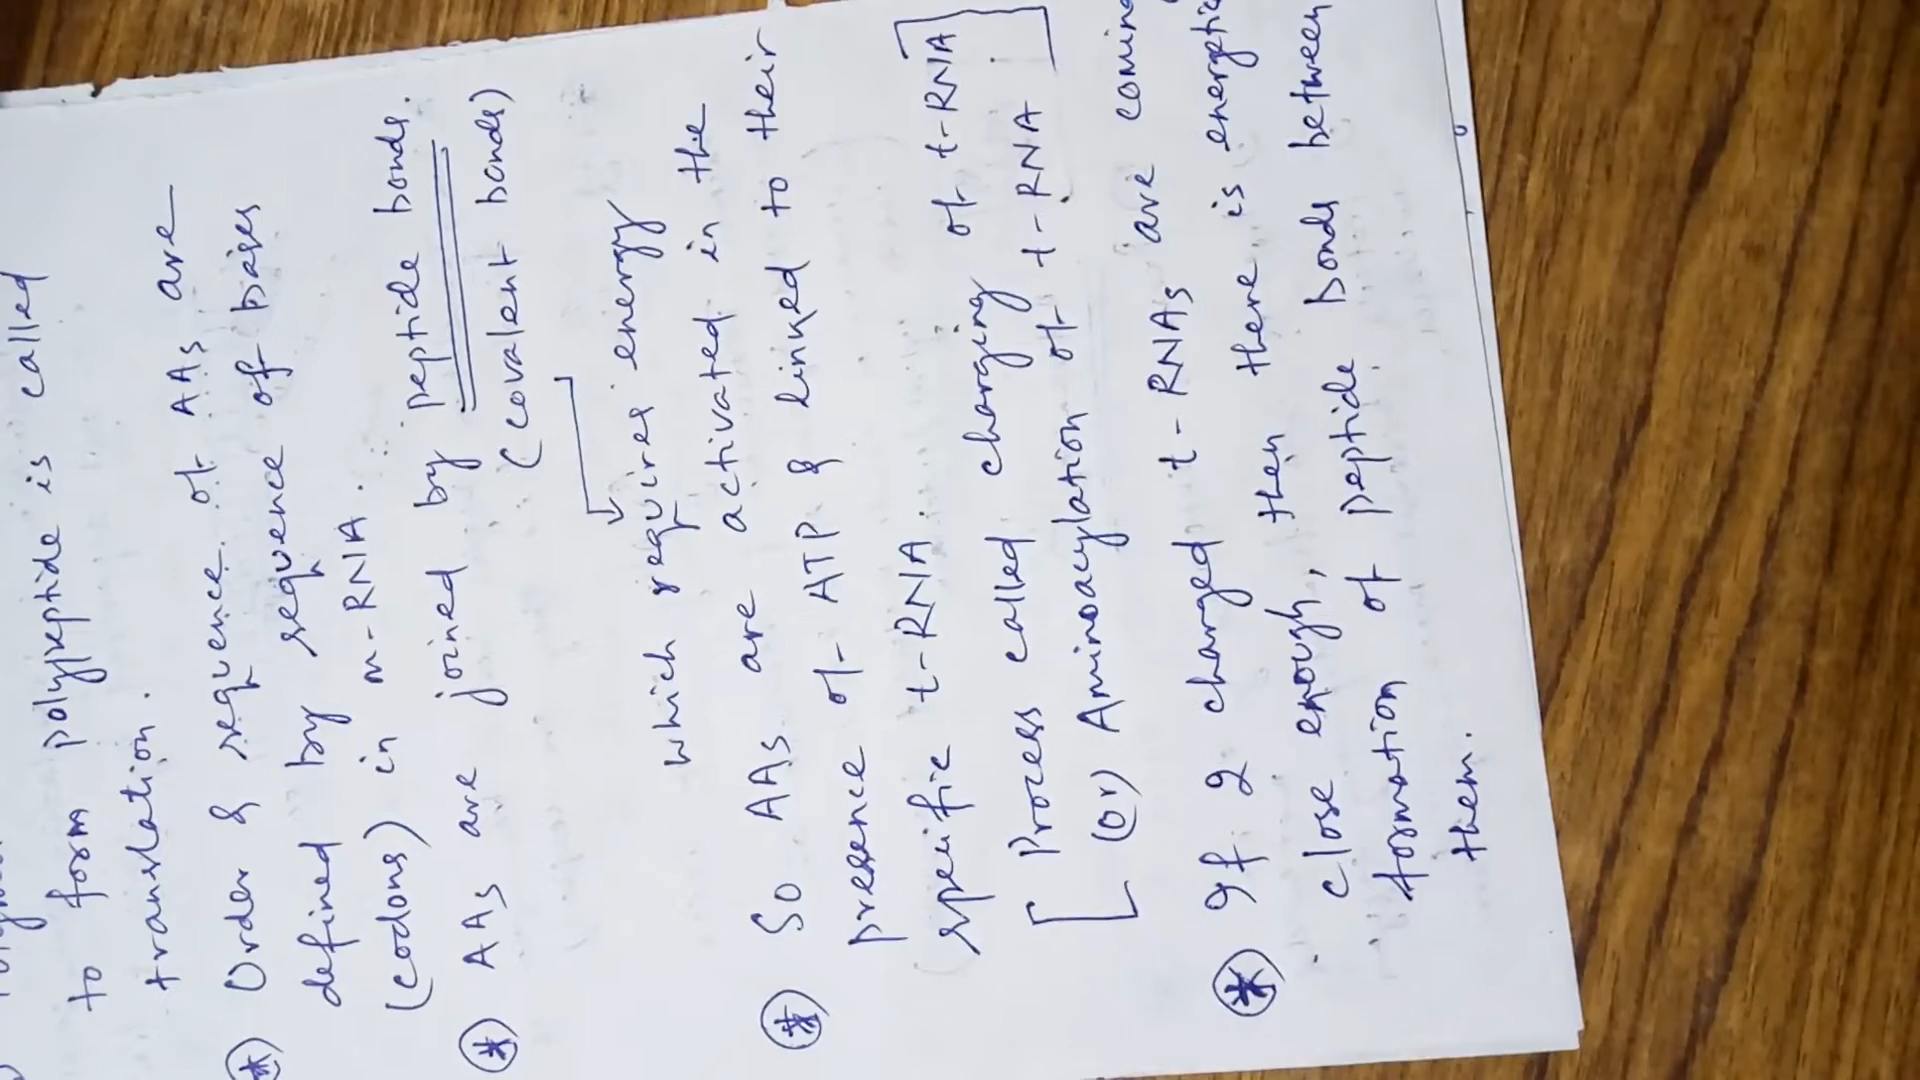 to form polypeptide is called
translation.
* Order & sequence of AAs are
defined by sequence of bases
(codons) in m-RNA.
* AAs are joined by peptide bonds.
(covalent bonds)
which requires energy
* So AAs are activated in the
presence of ATP & linked to their
specific t-RNA.
[Process called charging of t-RNA
(or) Aminoacylation of t-RNA]
* If 2 charged t-RNAs are coming
close enough, then there is
formation of peptide bonds between
them.